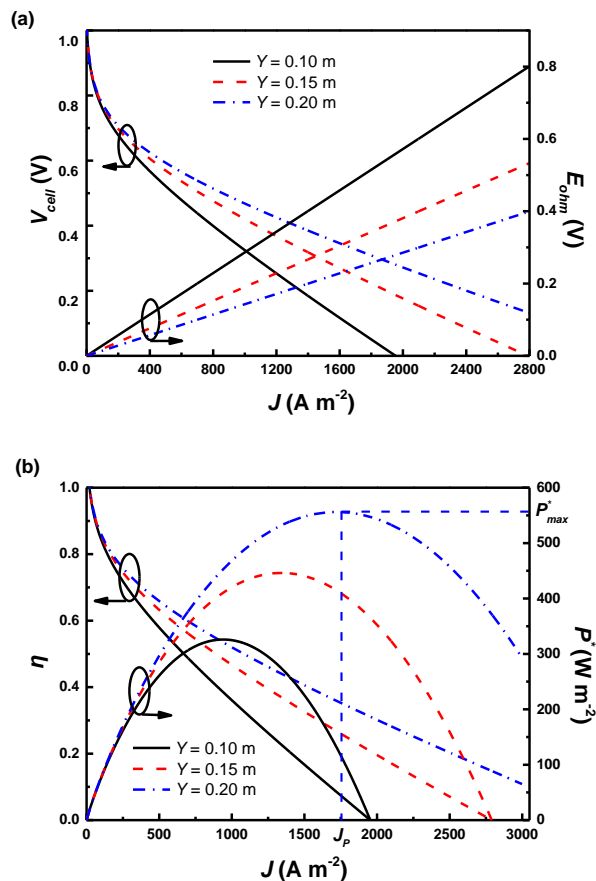 (a)
1.0
0.8
0.6
0.4
0.2
0.0
V_cell (V)
Y = 0.10 m
Y = 0.15 m
Y = 0.20 m
0.8
0.6
0.4
0.2
0.0
E_ohm (V)
0 400 800 1200 1600 2000 2400 2800
J (A m⁻²)
(b)
1.0
0.8
0.6
0.4
0.2
0.0
η
Y = 0.10 m
Y = 0.15 m
Y = 0.20 m
600
P*_max
500
400
300
200
100
0
P* (W m⁻²)
0 500 1000 1500 J_P 2000 2500 3000
J (A m⁻²)